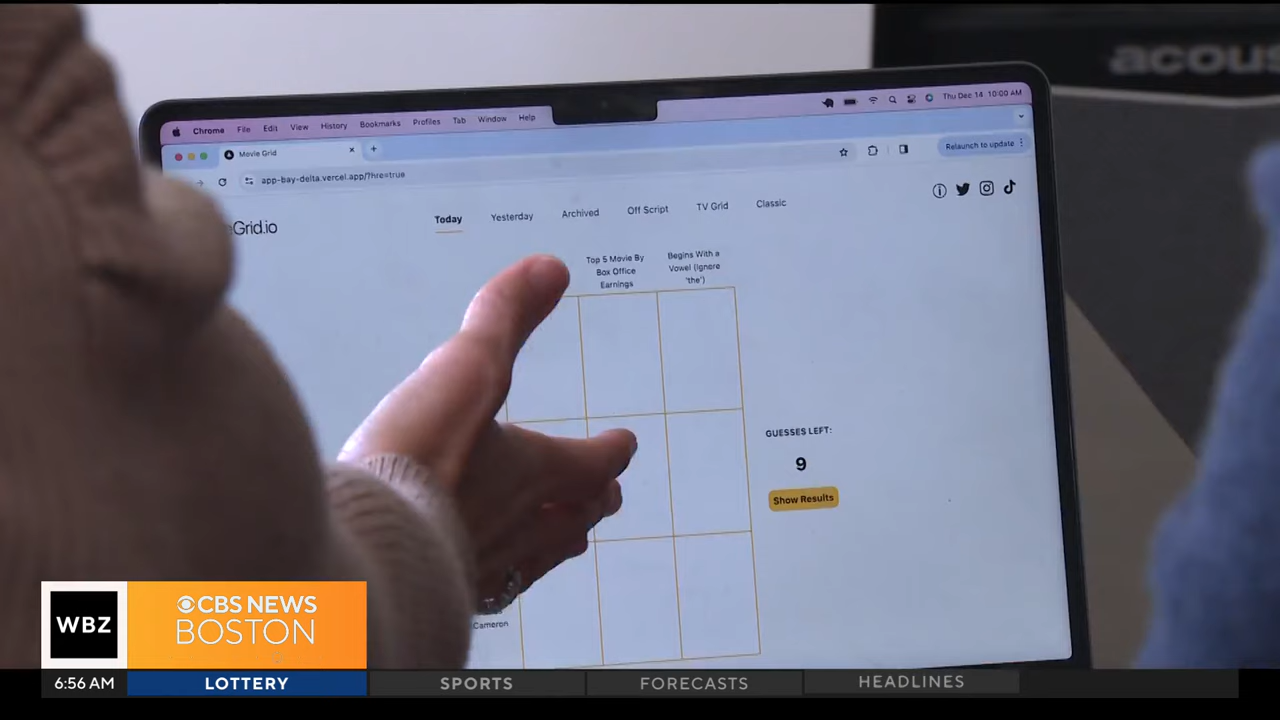 acous
Chrome File Edit View History Bookmarks Profiles Tab Window Help Thu Dec 14 10:00 AM
Movie Grid
Relaunch to update
app-bay-delta.vercel.app/?hre=true
eGrid.io
Today Yesterday Archived Off Script TV Grid Classic
Top 5 Movie By
Box Office
Earnings
Begins With a
Vowel (ignore
'the')
GUESSES LEFT:
9
Show Results
Cameron
WBZ
CBS NEWS
BOSTON
6:56 AM LOTTERY SPORTS FORECASTS HEADLINES